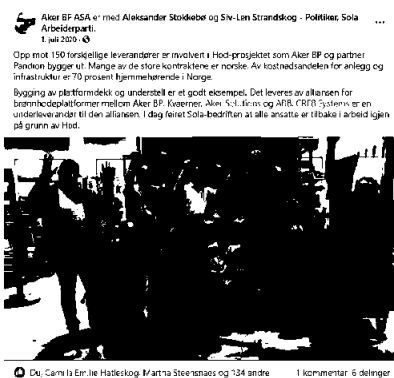 Aker BP ASA er med Aleksander Stokkebø og Siv-Len Strandskog - Politiker, Sola
Arbeiderparti.
1. juli 2020 ·
Opp mot 150 forskjellige leverandører er involvert i Hod-prosjektet som Aker BP og partner
Pandion bygger ut. Mange av de store kontraktene er norske. Av kostnadsandelen for anlegg og
infrastruktur er 70 prosent hjemmehørende i Norge.
Bygging av plattformdekk og understell er et godt eksempel. Det leveres av alliansen for
brønnhodeplattformer mellom Aker BP, Kværner, Aker Solutions og ABB. Systems er en
underleverandør til den alliansen. I dag feiret Sola-bedriften at alle ansatte er tilbake i arbeid igjen
på grunn av Hod.
Du, Camilla Emilie Hatleskog, Martha Steensnæs og 184 andre
1 kommentar 6 delinger